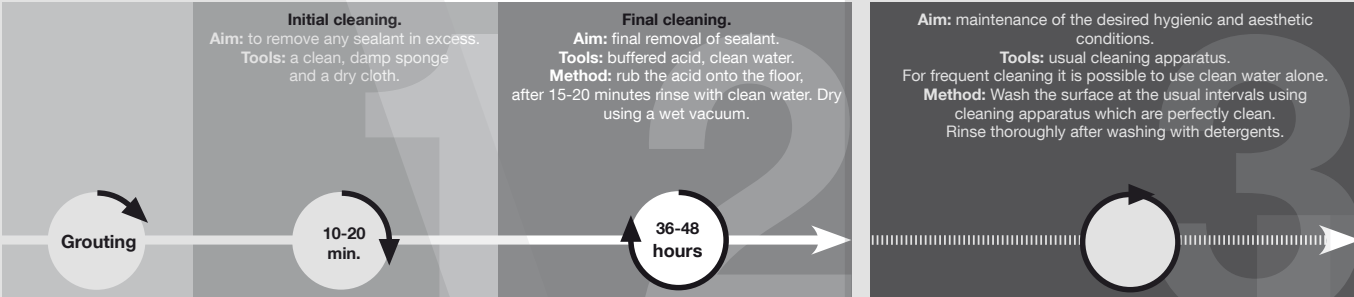 Initial cleaning.
Aim: to remove any sealant in excess.
Tools: a clean, damp sponge
and a dry cloth.
Final cleaning.
Aim: final removal of sealant.
Tools: buffered acid, clean water.
Method: rub the acid onto the floor,
after 15-20 minutes rinse with clean water. Dry
using a wet vacuum.
Aim: maintenance of the desired hygienic and aesthetic
conditions.
Tools: usual cleaning apparatus.
For frequent cleaning it is possible to use clean water alone.
Method: Wash the surface at the usual intervals using
cleaning apparatus which are perfectly clean.
Rinse thoroughly after washing with detergents.
1
2
3
Grouting
10-20
min.
36-48
hours